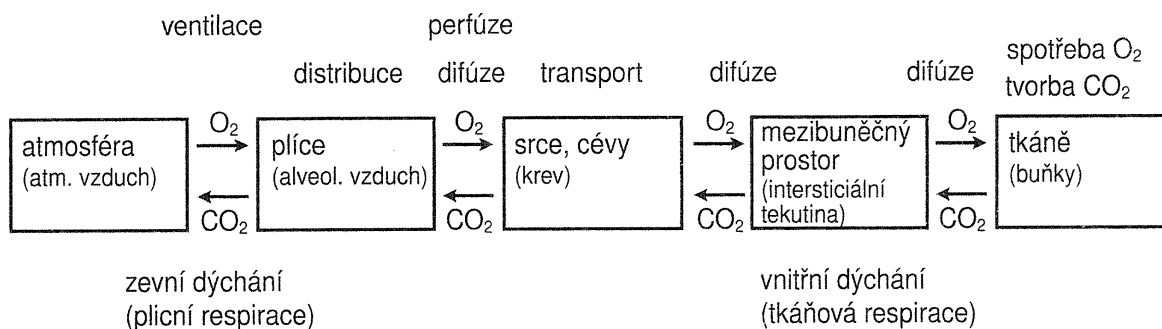 ventilace
perfúze
distribuce
difúze
transport
difúze
difúze
spotřeba O₂
tvorba CO₂
atmosféra
(atm. vzduch)
O₂
CO₂
plíce
(alveol. vzduch)
O₂
CO₂
srce, cévy
(krev)
O₂
CO₂
mezibuněčný
prostor
(intersticiální
tekutina)
O₂
CO₂
tkáně
(buňky)
zevní dýchání
(plicní respirace)
vnitřní dýchání
(tkáňová respirace)